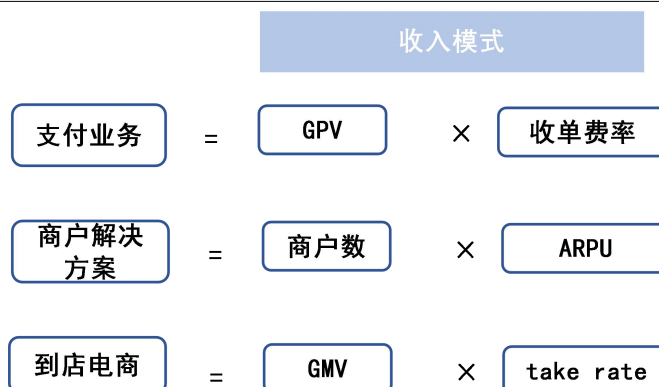 收入模式
支付业务 = GPV × 收单费率
商户解决
方案 = 商户数 × ARPU
到店电商 = GMV × take rate